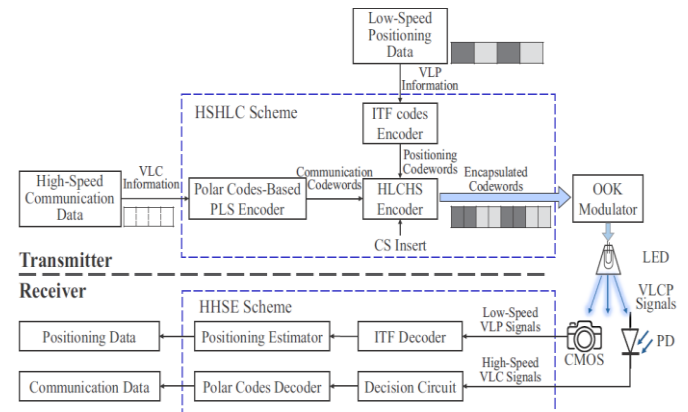 Low-Speed
Positioning
Data
VLP
Information
HSHLC Scheme
ITF codes
Encoder
Positioning
Codewords
High-Speed
Communication
Data
VLC
Information
Polar Codes-Based
PLS Encoder
Communication
Codewords
HLCHS
Encoder
Encapsulated
Codewords
OOK
Modulator
CS Insert
Transmitter
LED
Receiver
HHSE Scheme
VLCP
Signals
Low-Speed
VLP Signals
Positioning Data
Positioning Estimator
ITF Decoder
CMOS
PD
High-Speed
VLC Signals
Communication Data
Polar Codes Decoder
Decision Circuit